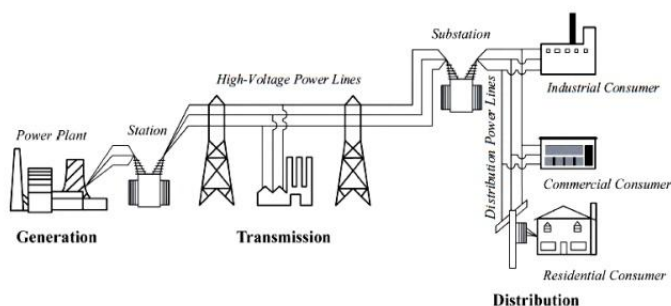 Substation
High-Voltage Power Lines
Industrial Consumer
Power Plant
Station
Distribution Power Lines
Commercial Consumer
Generation
Transmission
Residential Consumer
Distribution